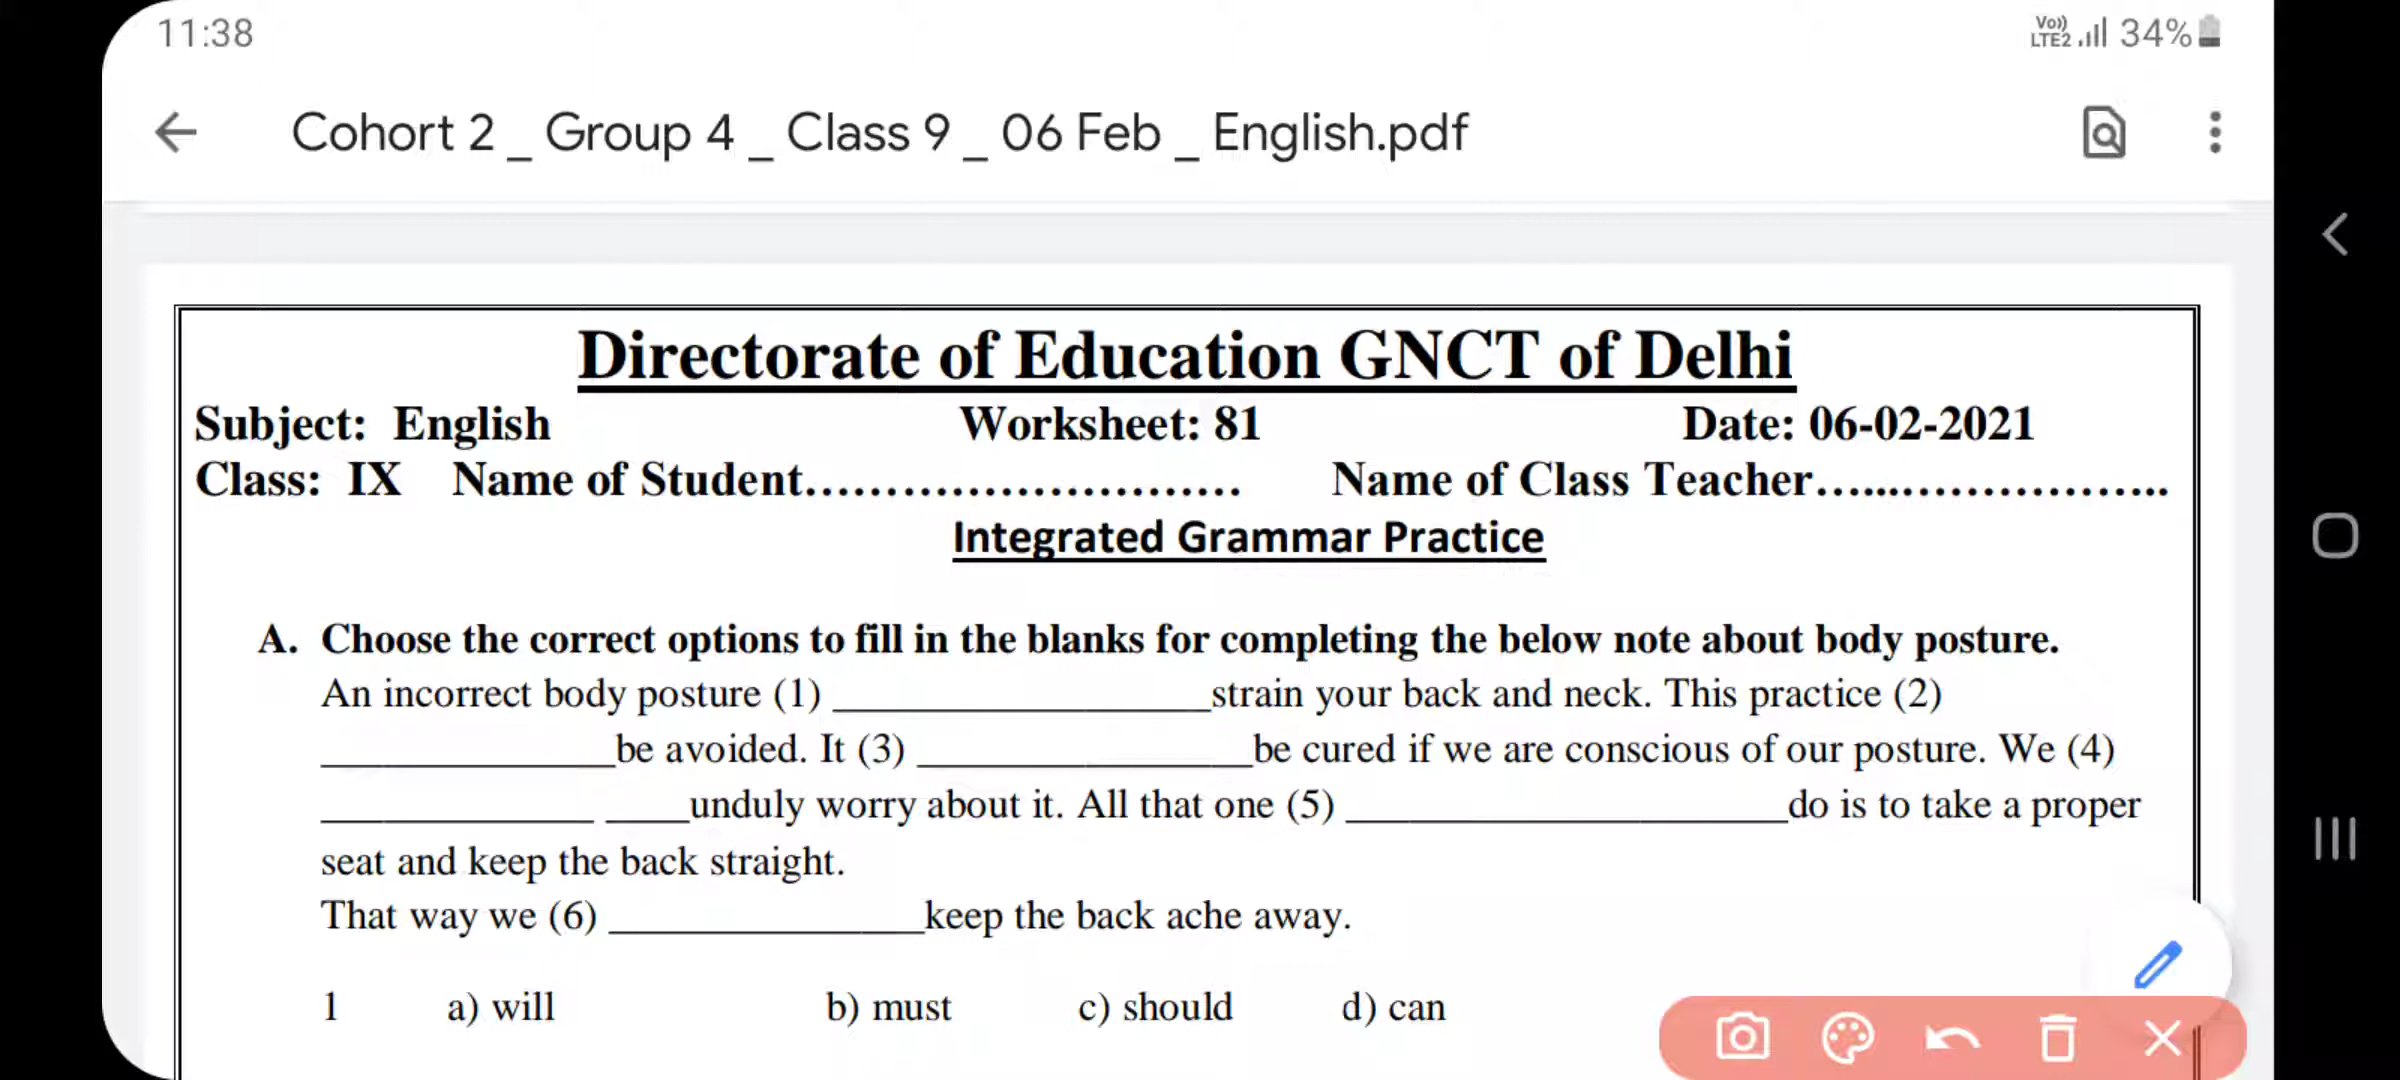 11:38
Vo)) LTE2 34%
Cohort 2 _ Group 4 _ Class 9 _ 06 Feb _ English.pdf
Directorate of Education GNCT of Delhi
Subject: English Worksheet: 81 Date: 06-02-2021
Class: IX Name of Student……………………… Name of Class Teacher…...……………..
Integrated Grammar Practice
A. Choose the correct options to fill in the blanks for completing the below note about body posture.
An incorrect body posture (1) __________________strain your back and neck. This practice (2)
______________be avoided. It (3) ________________be cured if we are conscious of our posture. We (4)
_____________ ____unduly worry about it. All that one (5) _____________________do is to take a proper
seat and keep the back straight.
That way we (6) _______________keep the back ache away.
1 a) will b) must c) should d) can